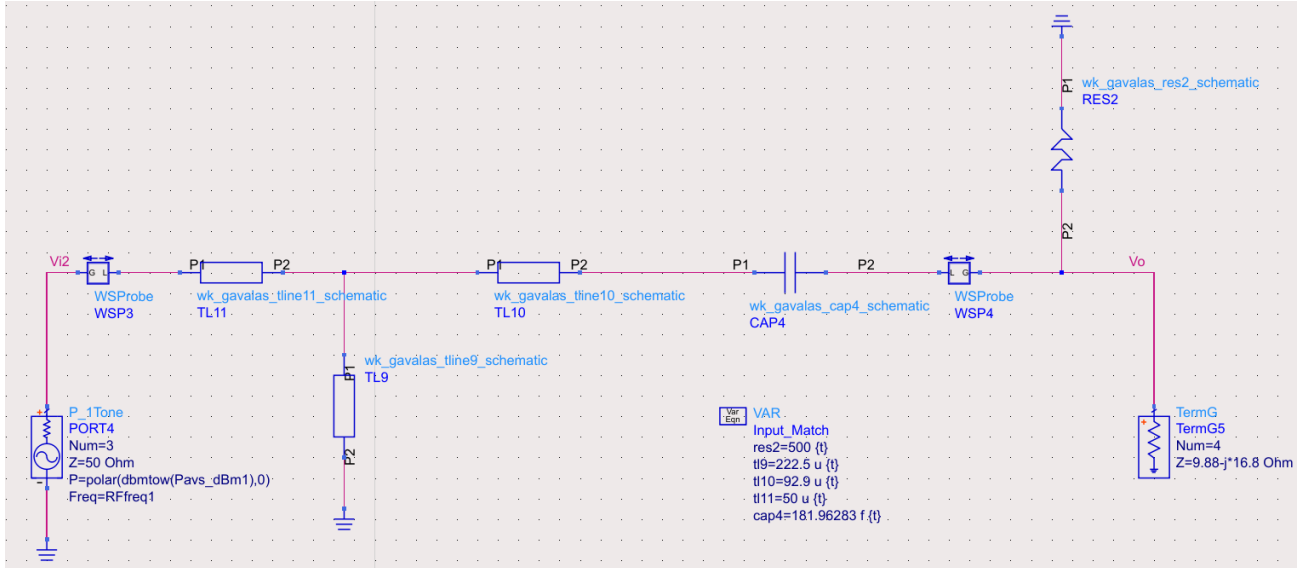 P1
wk_gavalas_res2_schematic
RES2
P2
Vi2
G L
WSProbe
WSP3
P1
P2
wk_gavalas_tline11_schematic
TL11
P1
P2
wk_gavalas_tline10_schematic
TL10
P1
P2
wk_gavalas_cap4_schematic
CAP4
L G
WSProbe
WSP4
Vo
P1
wk_gavalas_tline9_schematic
TL9
P2
+
P_1Tone
PORT4
Num=3
Z=50 Ohm
P=polar(dbmtow(Pavs_dBm1),0)
Freq=RFfreq1
-
Var
Eqn
VAR
Input_Match
res2=500 {t}
tl9=222.5 u {t}
tl10=92.9 u {t}
tl11=50 u {t}
cap4=181.96283 f {t}
+
TermG
TermG5
Num=4
Z=9.88-j*16.8 Ohm